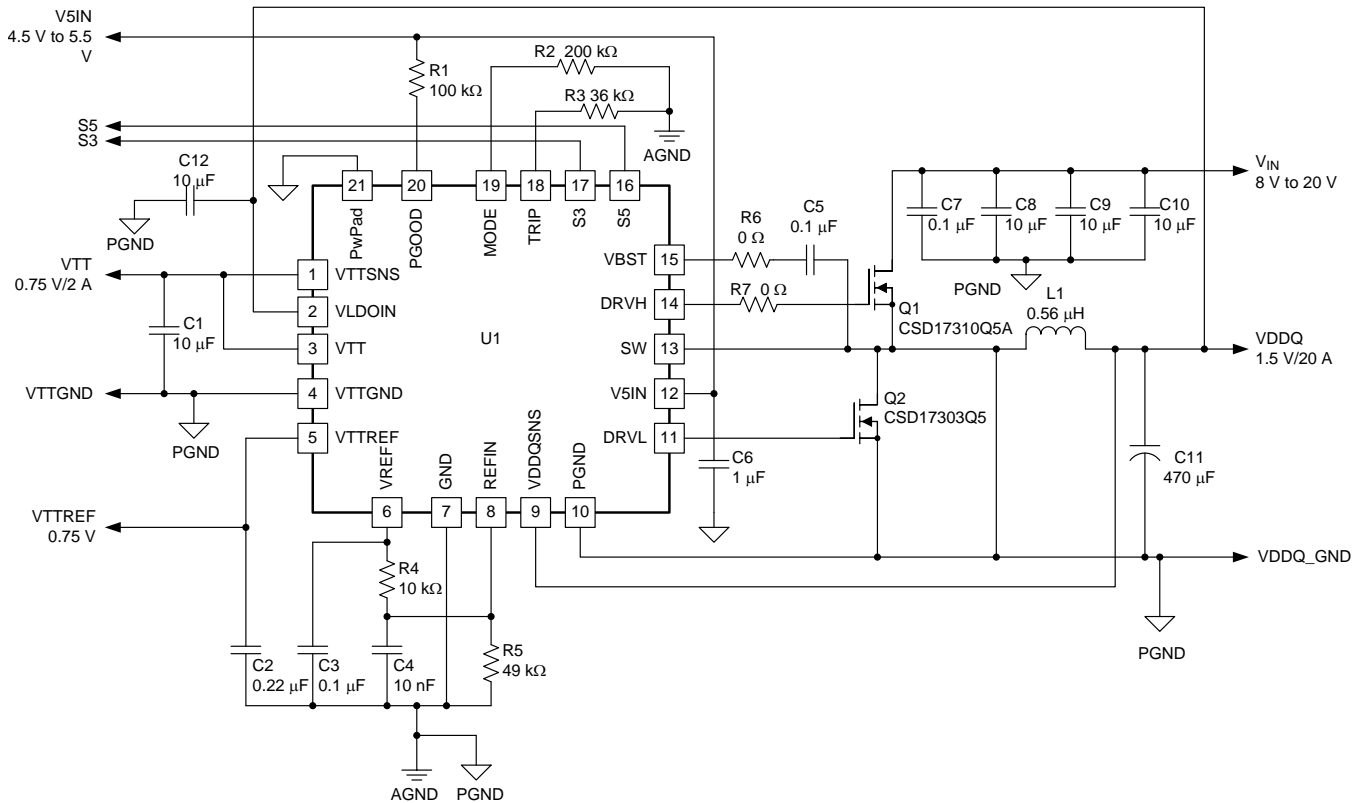 V5IN
4.5 V to 5.5
V
R2 200 kΩ
R1
100 kΩ
R3 36 kΩ
S5
S3
AGND
C12
10 μF
PGND
VIN
8 V to 20 V
21
20
19
18
17
16
PwPad
PGOOD
MODE
TRIP
S3
S5
R6
0 Ω
C5
0.1 μF
C7
0.1 μF
C8
10 μF
C9
10 μF
C10
10 μF
VTT
0.75 V/2 A
1
VTTSNS
VBST
15
2
VLDOIN
DRVH
14
R7 0 Ω
Q1
CSD17310Q5A
PGND
L1
0.56 μH
C1
10 μF
U1
3
VTT
SW
13
VDDQ
1.5 V/20 A
VTTGND
4
VTTGND
V5IN
12
PGND
Q2
CSD17303Q5
5
VTTREF
DRVL
11
VREF
GND
REFIN
VDDQSNS
PGND
C6
1 μF
C11
470 μF
6
7
8
9
10
VTTREF
0.75 V
VDDQ_GND
R4
10 kΩ
C2
0.22 μF
C3
0.1 μF
C4
10 nF
R5
49 kΩ
PGND
AGND
PGND